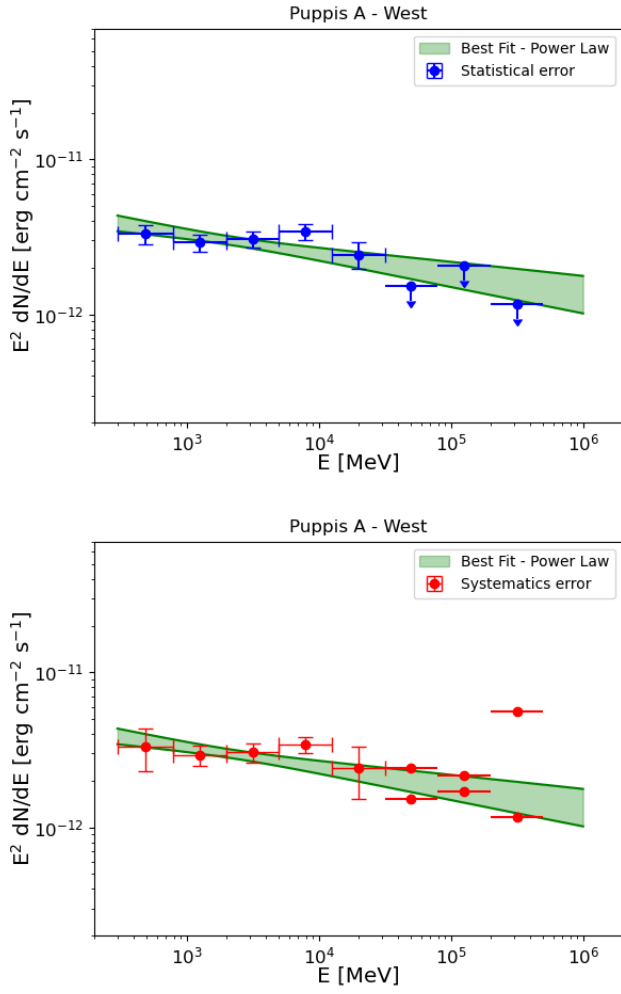 Puppis A - West
Best Fit - Power Law
Statistical error
E² dN/dE [erg cm⁻² s⁻¹]
10⁻¹¹
10⁻¹²
10³ 10⁴ 10⁵ 10⁶
E [MeV]
Puppis A - West
Best Fit - Power Law
Systematics error
E² dN/dE [erg cm⁻² s⁻¹]
10⁻¹¹
10⁻¹²
10³ 10⁴ 10⁵ 10⁶
E [MeV]